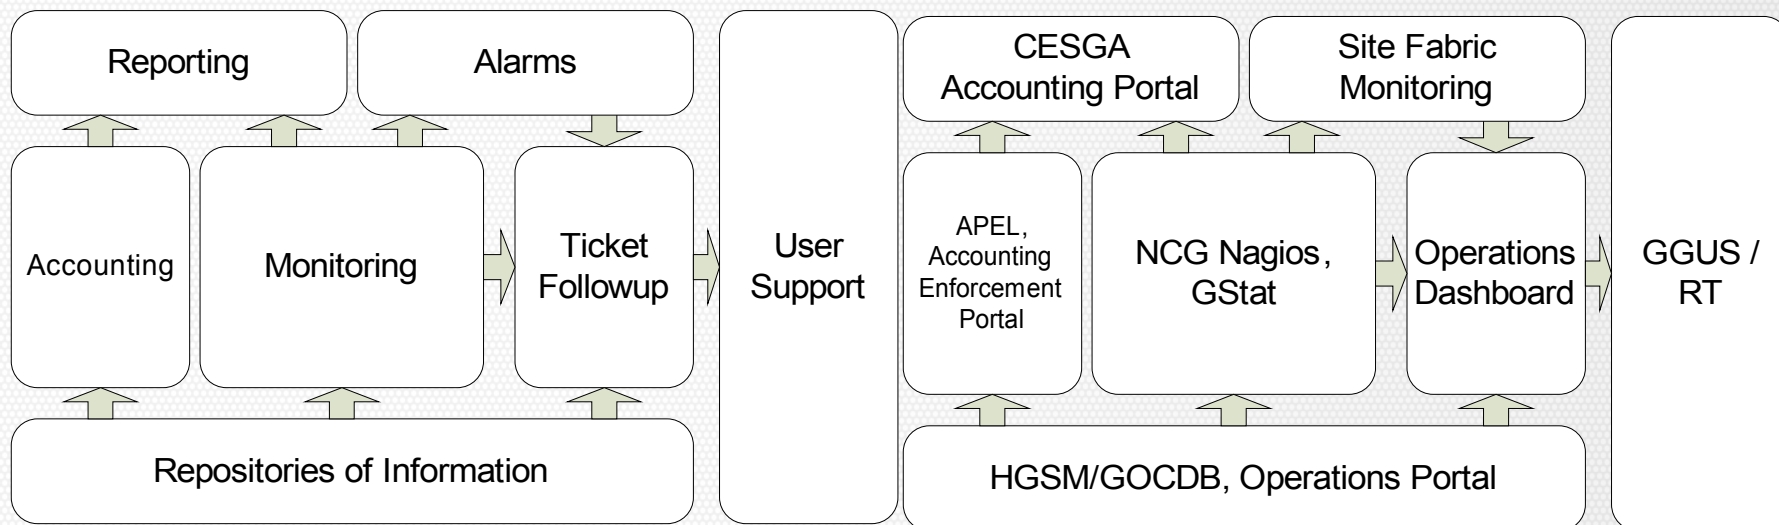 Reporting
Alarms
Accounting
Monitoring
Ticket
Followup
User
Support
Repositories of Information
CESGA
Accounting Portal
Site Fabric
Monitoring
APEL,
Accounting
Enforcement
Portal
NCG Nagios,
GStat
Operations
Dashboard
GGUS /
RT
HGSM/GOCDB, Operations Portal